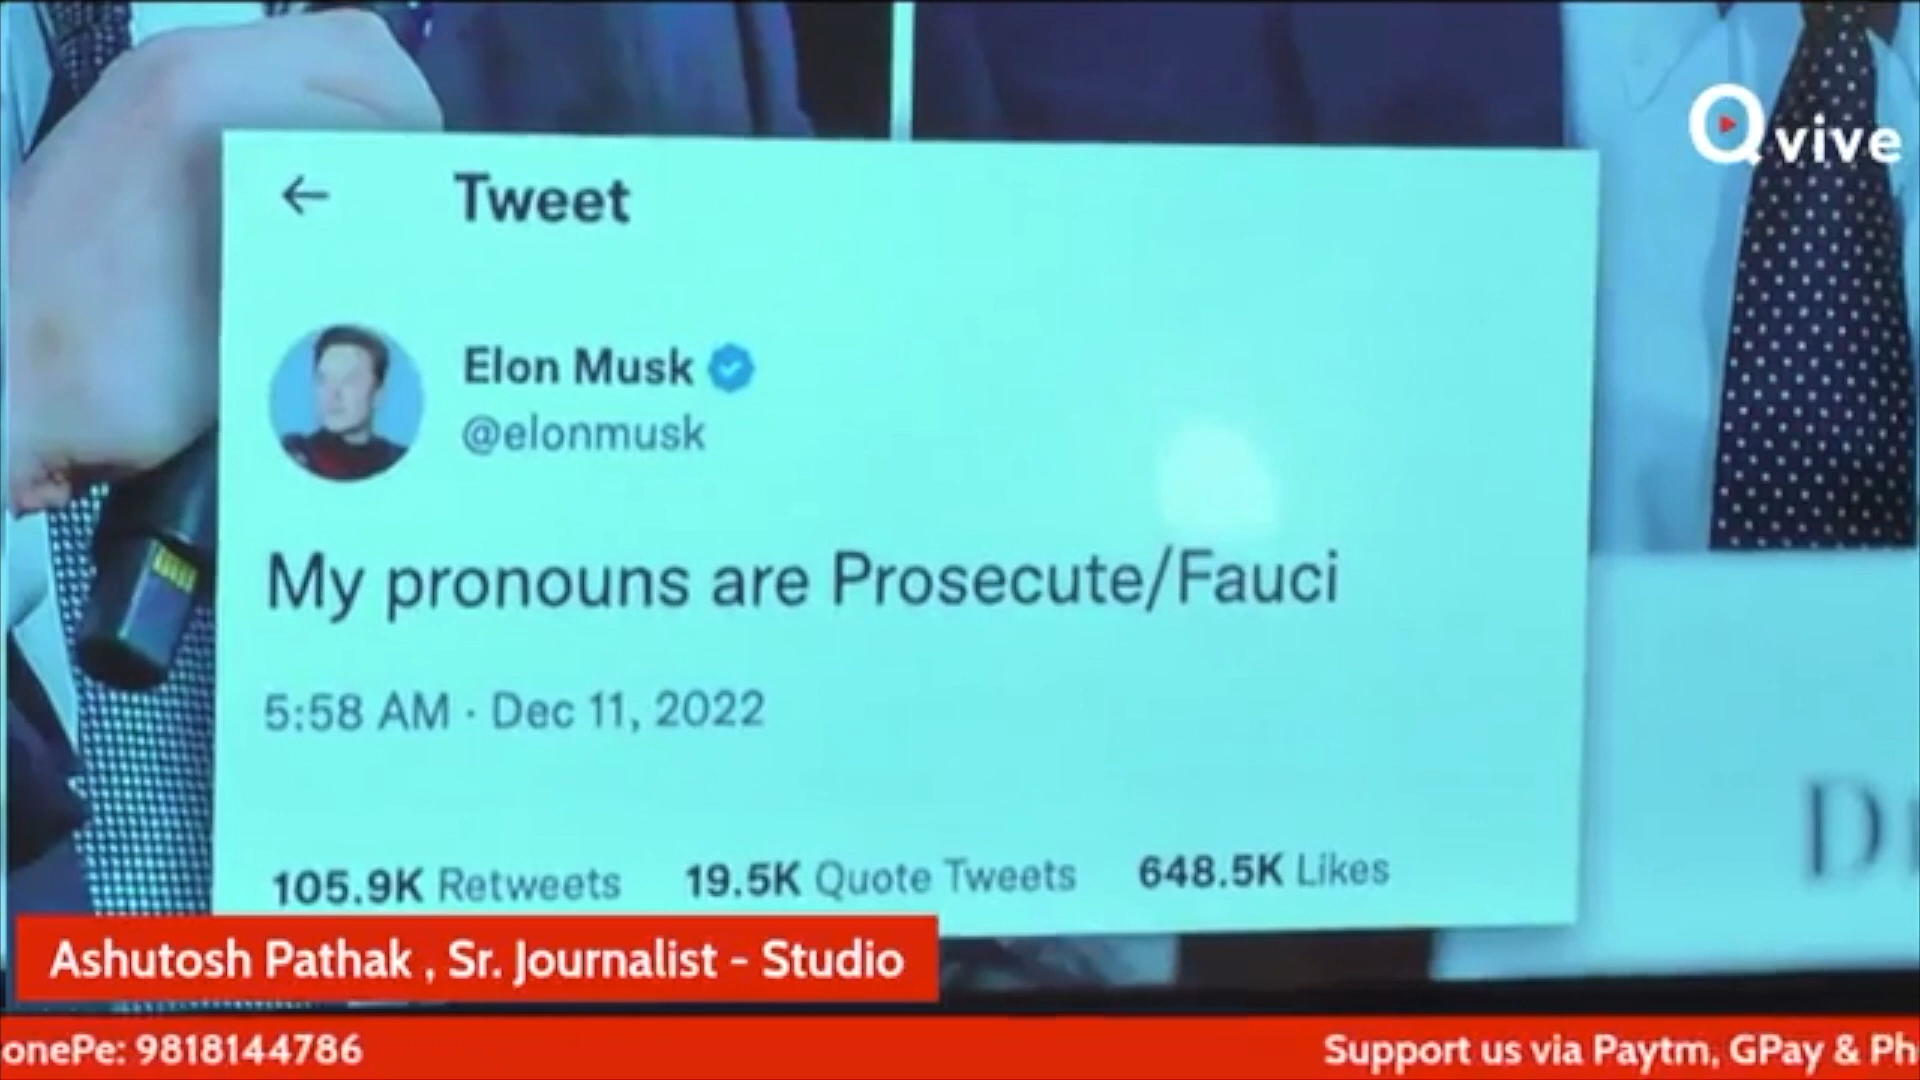 Qvive
Tweet
Elon Musk
@elonmusk
My pronouns are Prosecute/Fauci
5:58 AM · Dec 11, 2022
105.9K Retweets 19.5K Quote Tweets 648.5K Likes
D
Ashutosh Pathak , Sr. Journalist - Studio
onePe: 9818144786 Support us via Paytm, GPay & Ph